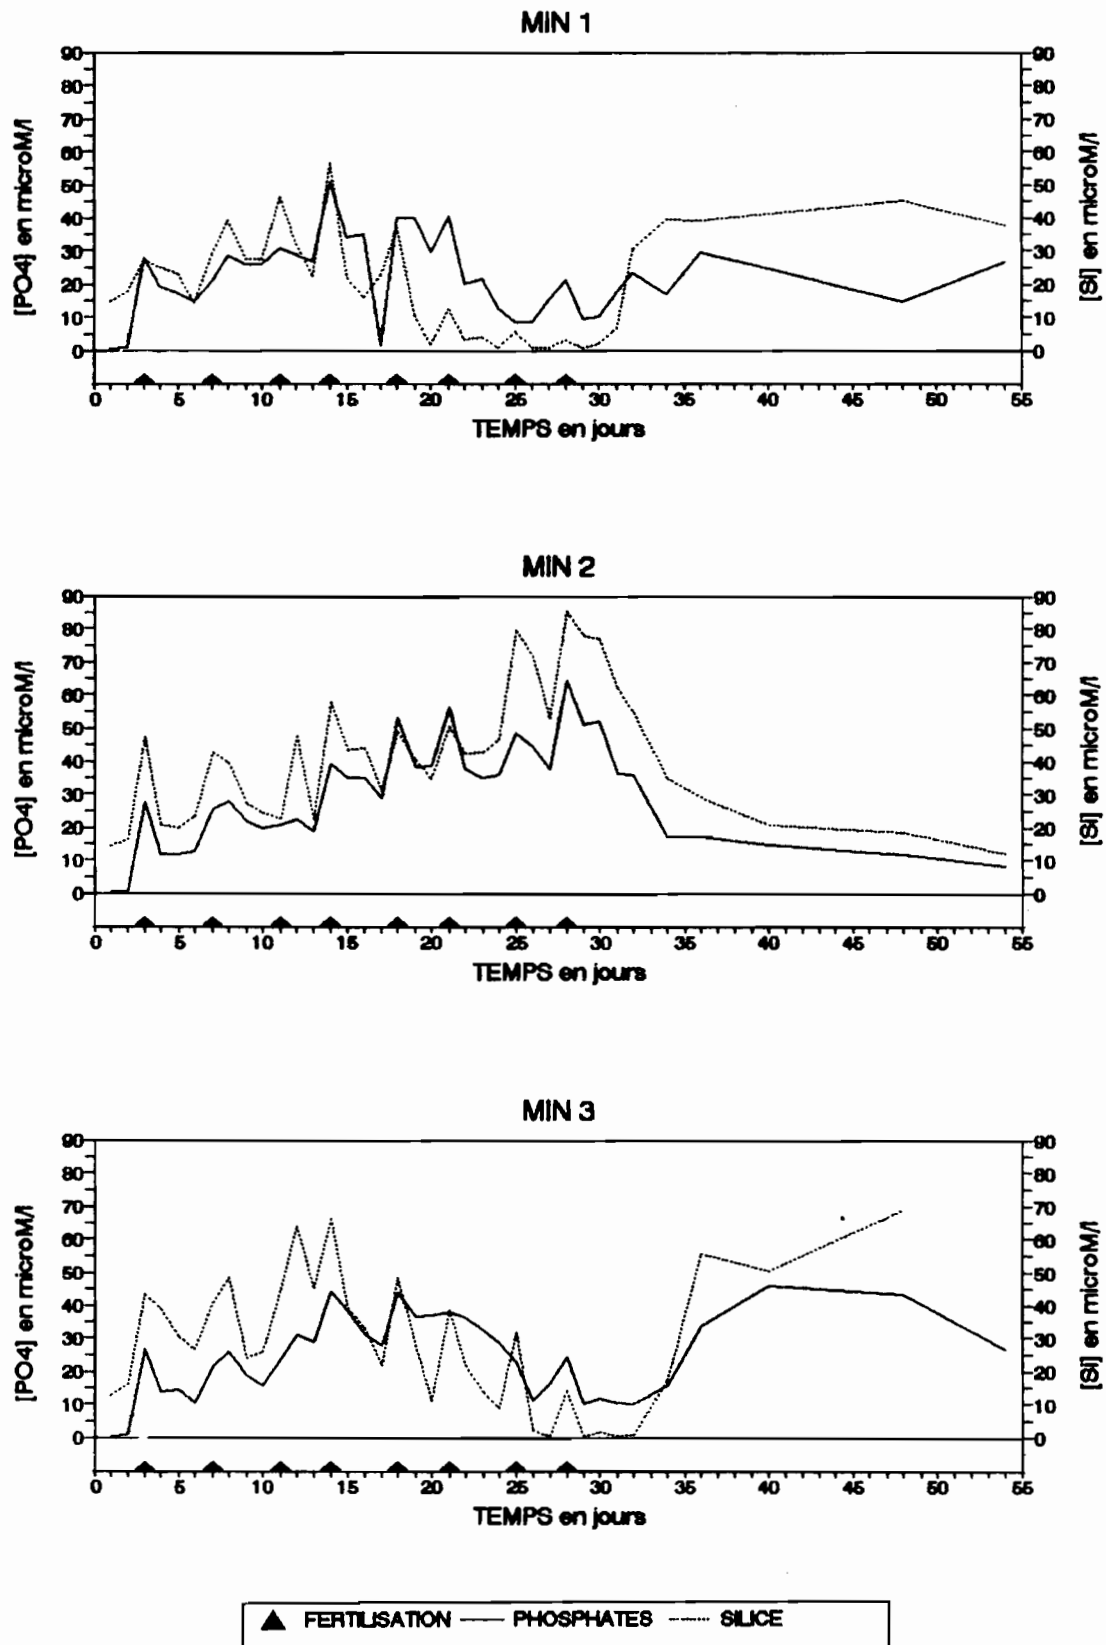 MIN 1
90 90
80 80
70 70
60 60
50 50
40 40
30 30
20 20
10 10
0 0
[PO4] en microM/l
[Si] en microM/l
0 5 10 15 20 25 30 35 40 45 50 55
TEMPS en jours
MIN 2
90 90
80 80
70 70
60 60
50 50
40 40
30 30
20 20
10 10
0 0
[PO4] en microM/l
[Si] en microM/l
0 5 10 15 20 25 30 35 40 45 50 55
TEMPS en jours
MIN 3
90 90
80 80
70 70
60 60
50 50
40 40
30 30
20 20
10 10
0 0
[PO4] en microM/l
[Si] en microM/l
0 5 10 15 20 25 30 35 40 45 50 55
TEMPS en jours
FERTILISATION PHOSPHATES SILICE